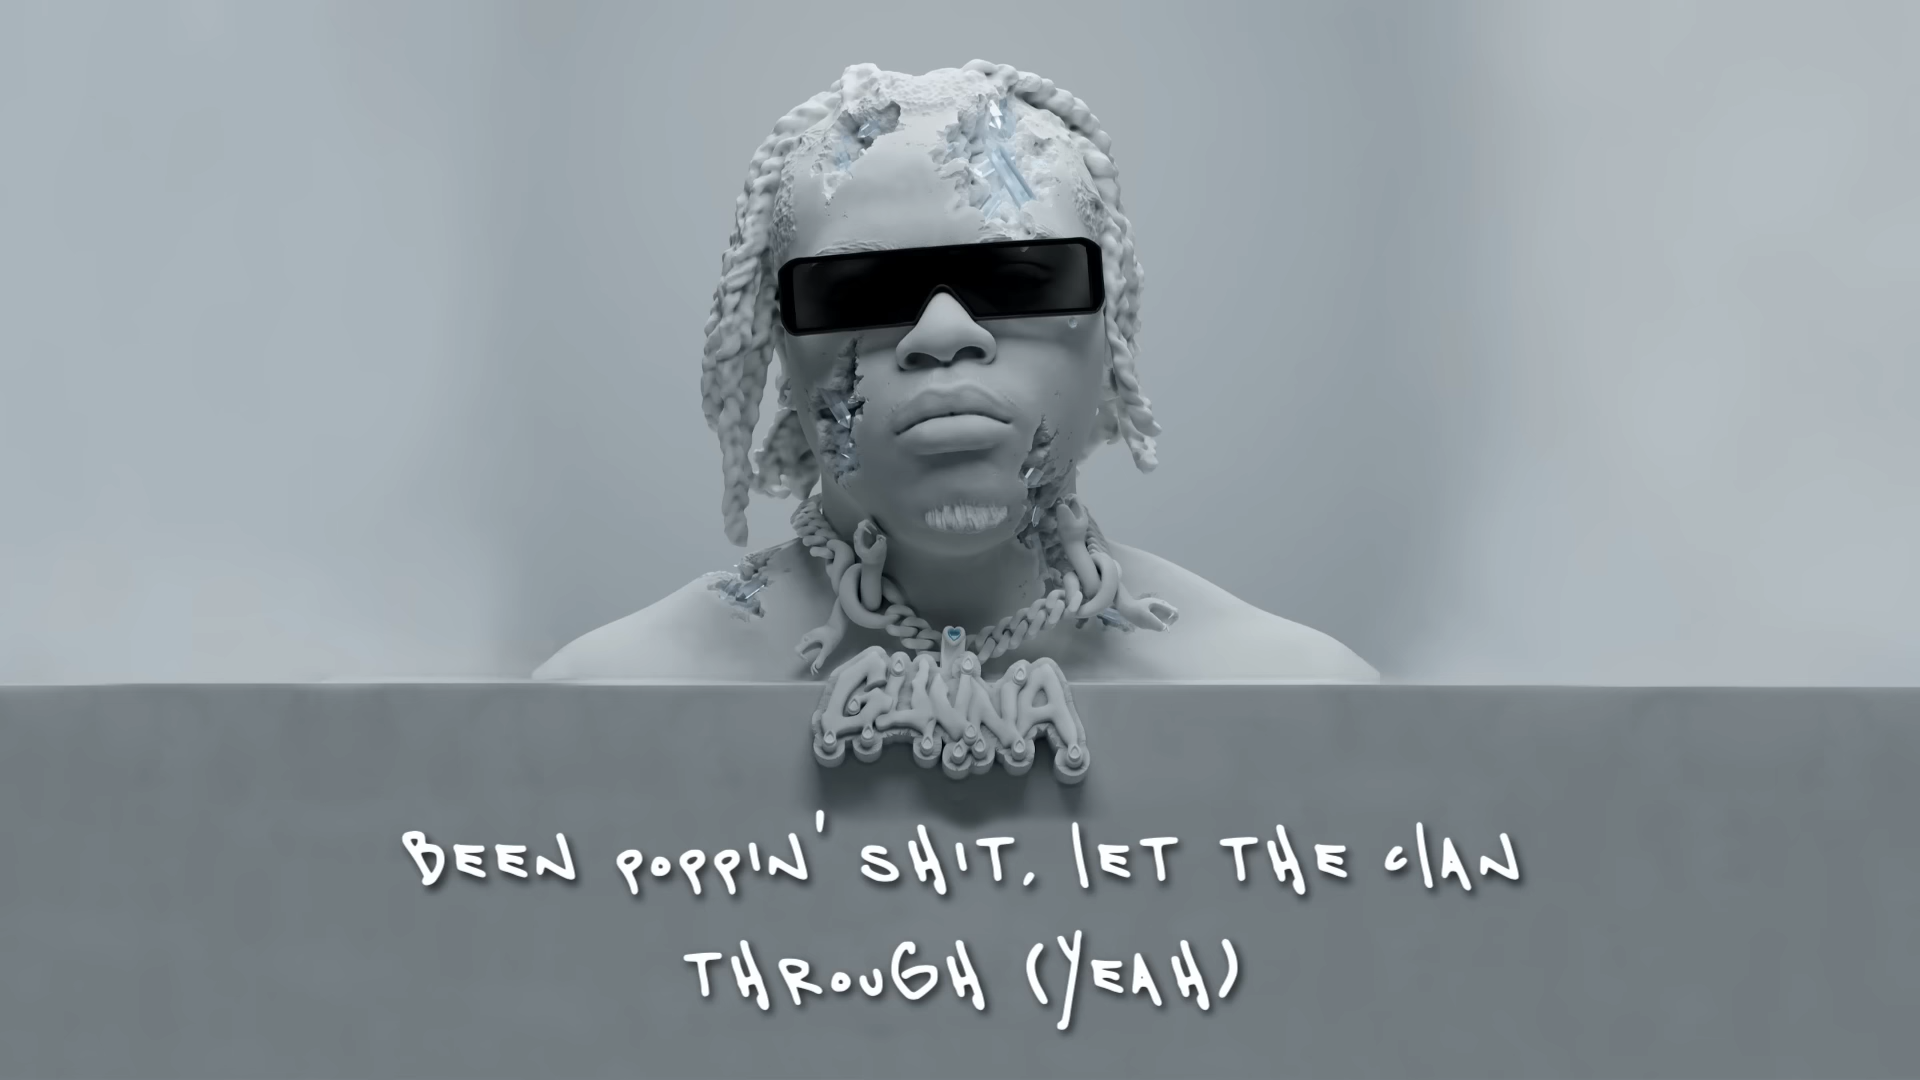 GUNNA
BEEN POPPIN' SHIT, LET THE CLAN
THROUGH (YEAH)